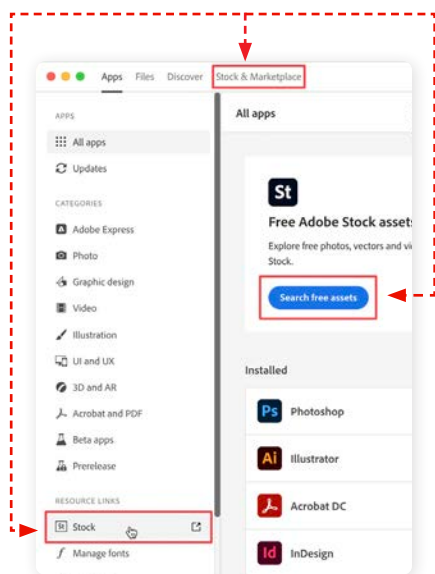 Apps Files Discover Stock & Marketplace
APPS
All apps
Updates
CATEGORIES
Adobe Express
Photo
Graphic design
Video
Illustration
UI and UX
3D and AR
Acrobat and PDF
Beta apps
Prerelease
RESOURCE LINKS
St Stock
f Manage fonts
All apps
St
Free Adobe Stock asset
Explore free photos, vectors and vi
Stock.
Search free assets
Installed
Ps Photoshop
Ai Illustrator
Acrobat DC
Id InDesign